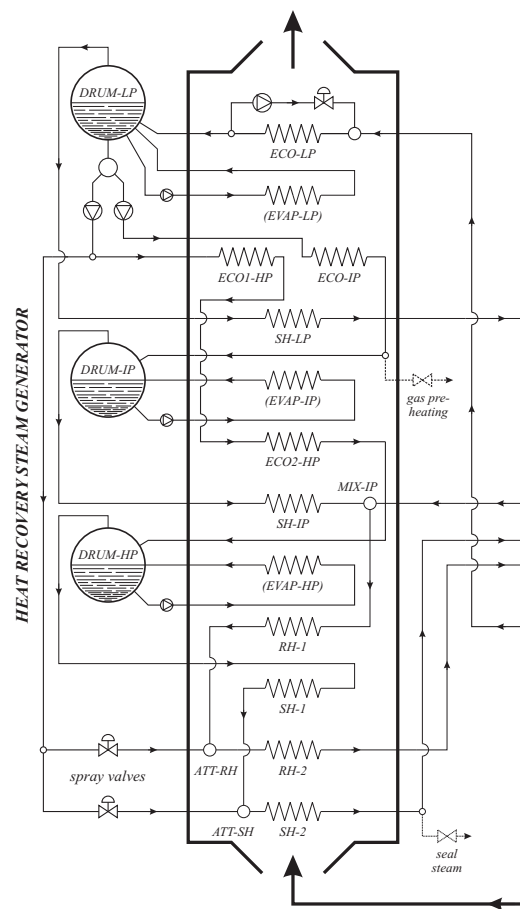 DRUM-LP
ECO-LP
(EVAP-LP)
ECO1-HP
ECO-IP
SH-LP
DRUM-IP
(EVAP-IP)
gas pre-
heating
ECO2-HP
MIX-IP
SH-IP
DRUM-HP
(EVAP-HP)
RH-1
SH-1
ATT-RH
RH-2
spray valves
ATT-SH
SH-2
seal
steam
HEAT RECOVERY STEAM GENERATOR